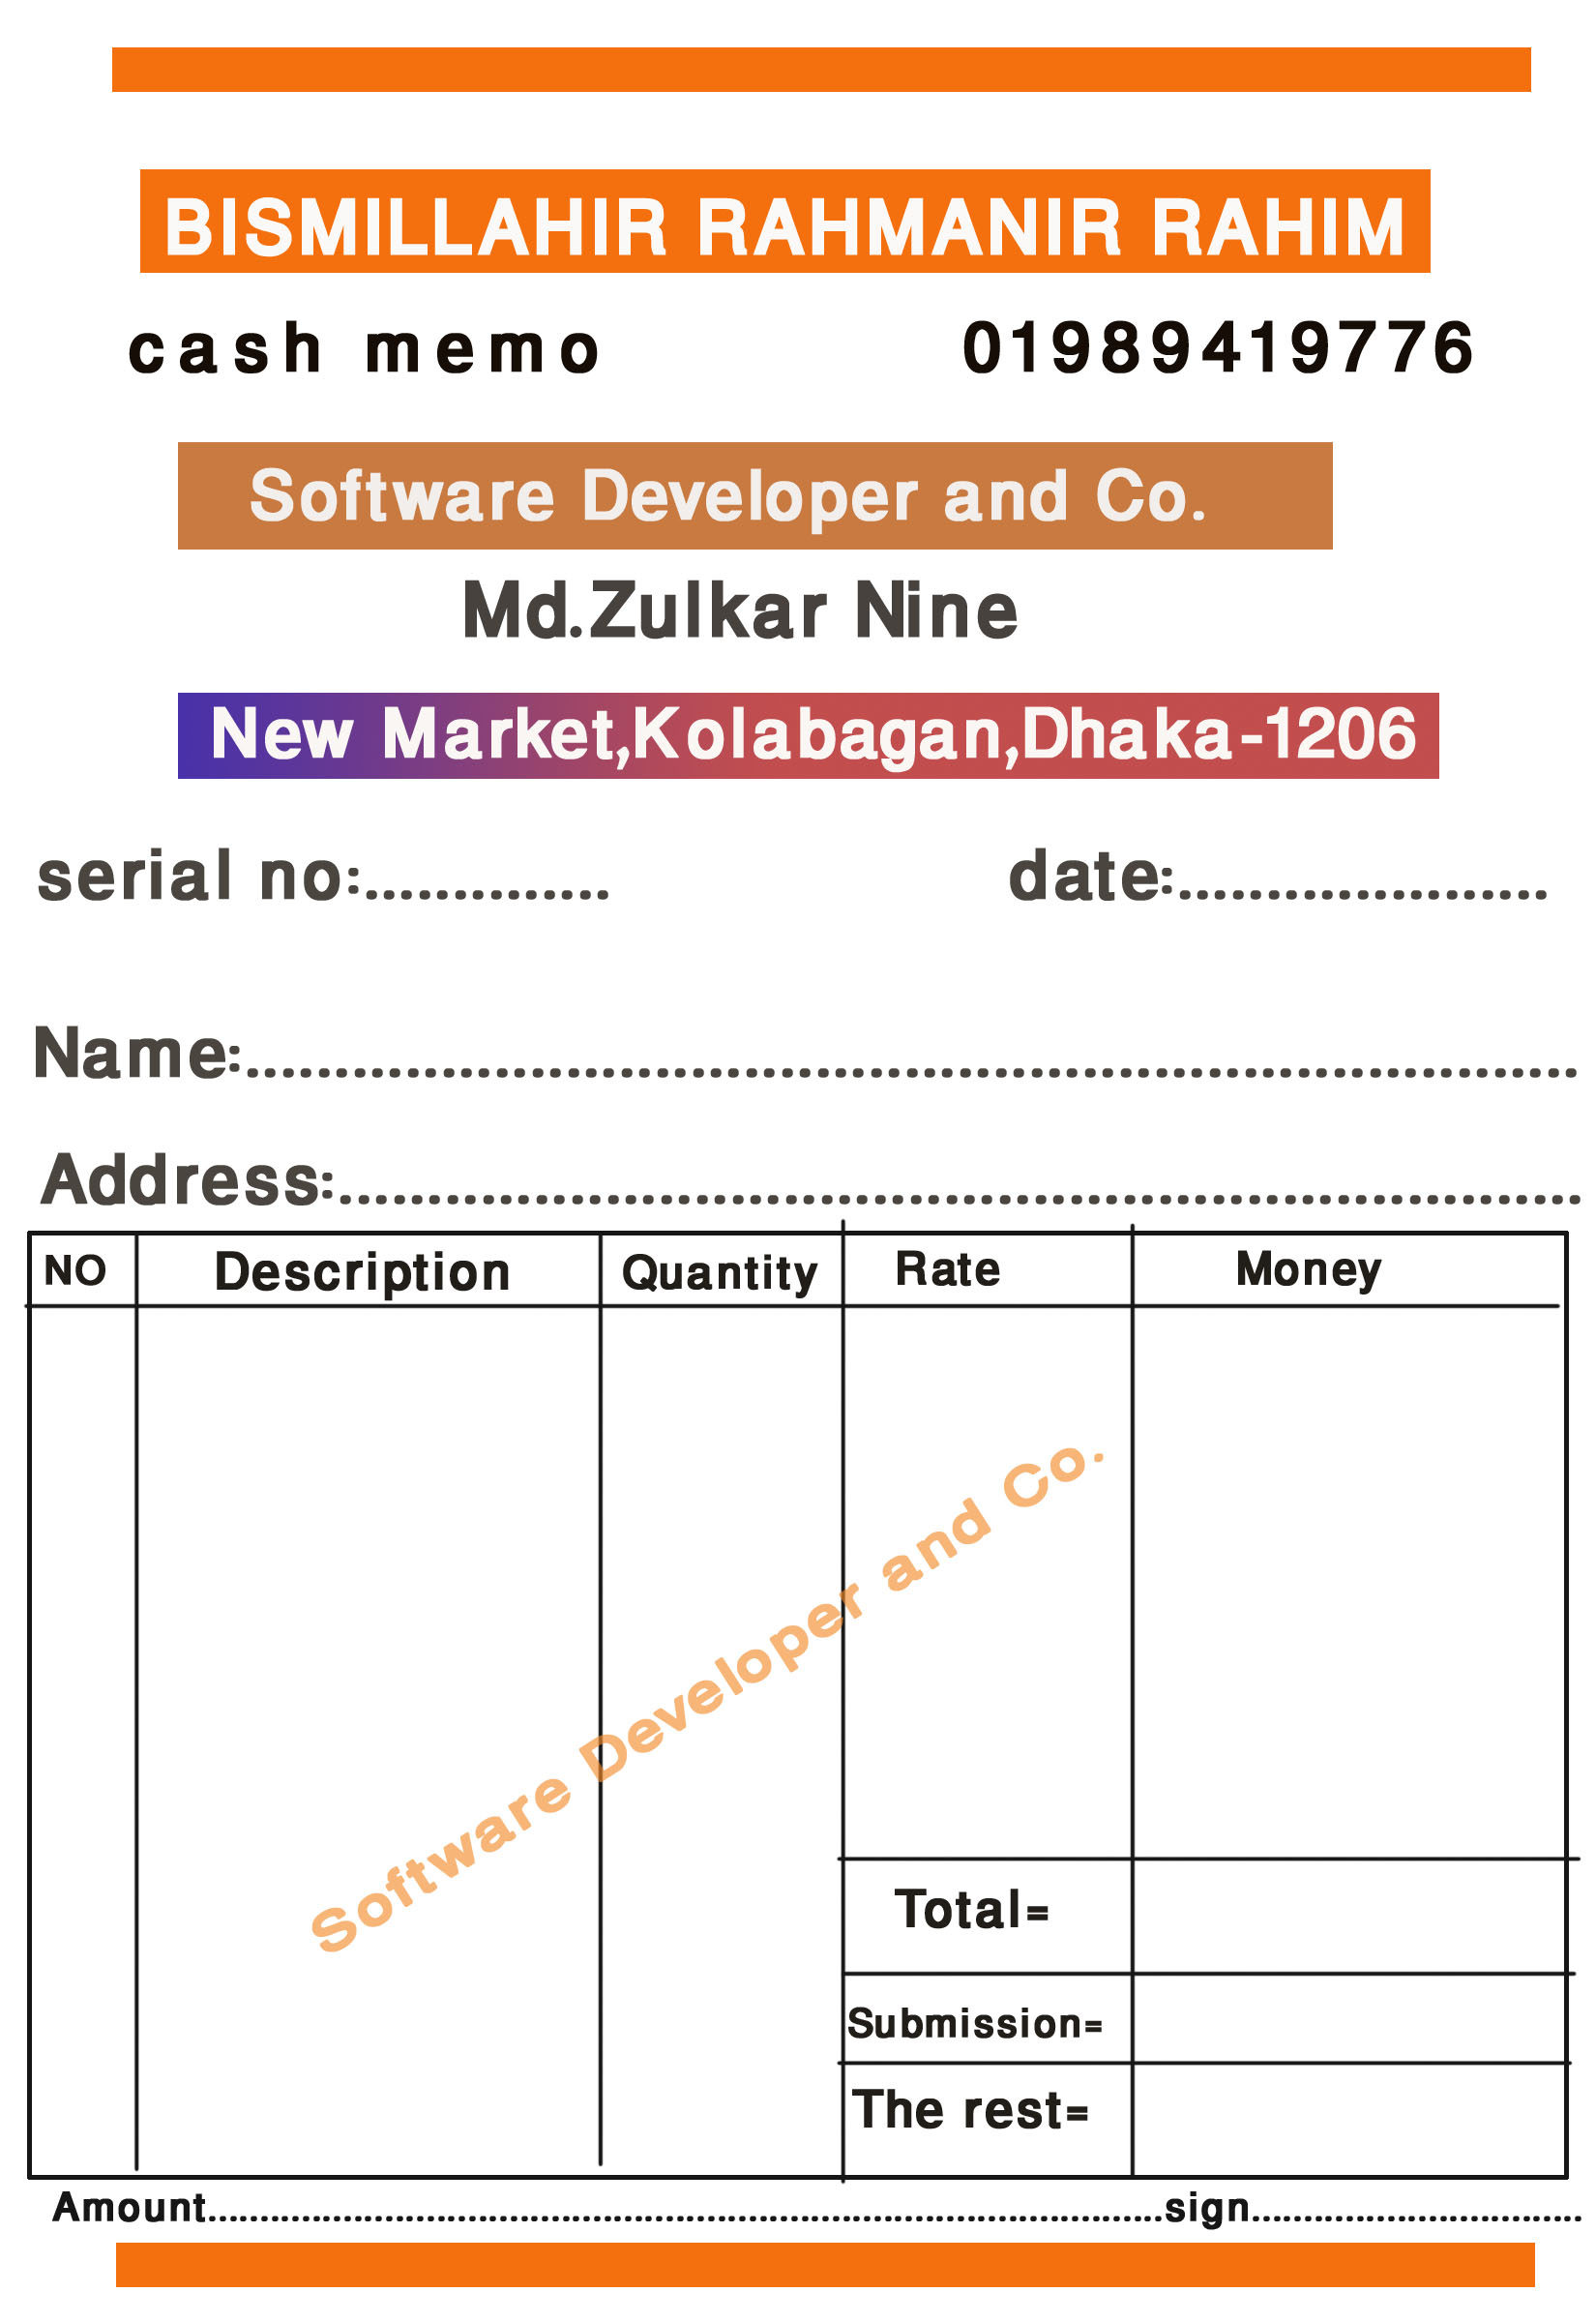 BISMILLAHIR RAHMANIR RAHIM
cash memo 01989419776
Software Developer and Co.
Md.Zulkar Nine
New Market,Kolabagan,Dhaka-1206
serial no:.............. date:.....................
Name:...........................................................................
Address:......................................................................
NO Description Quantity Rate Money
Software Developer and Co.
Total=
Submission=
The rest=
Amount............................................................................................sign................................